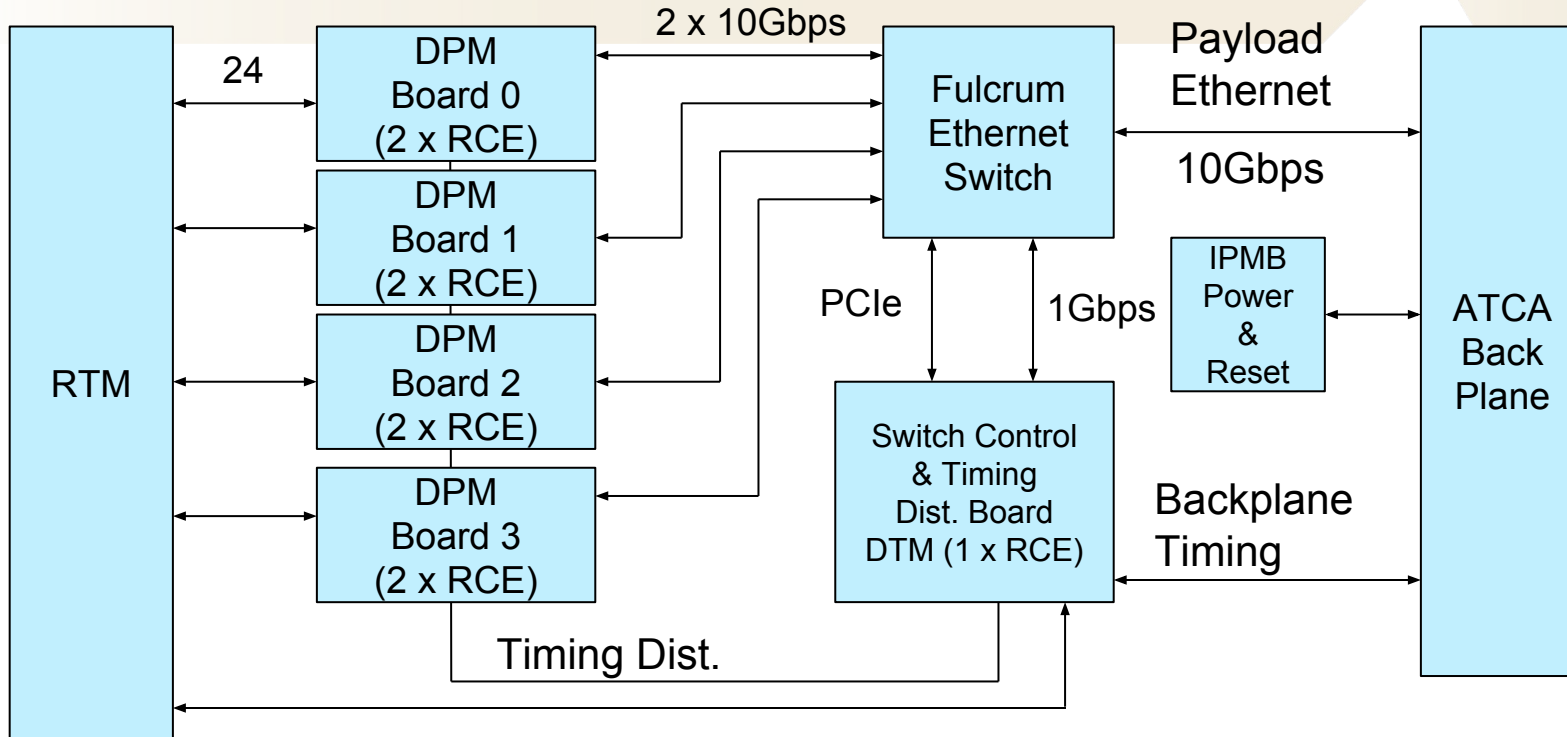 2 x 10Gbps
24
DPM
Board 0
(2 x RCE)
DPM
Board 1
(2 x RCE)
DPM
Board 2
(2 x RCE)
DPM
Board 3
(2 x RCE)
RTM
Fulcrum
Ethernet
Switch
Payload
Ethernet
10Gbps
PCIe
1Gbps
IPMB
Power
&
Reset
ATCA
Back
Plane
Switch Control
& Timing
Dist. Board
DTM (1 x RCE)
Backplane
Timing
Timing Dist.